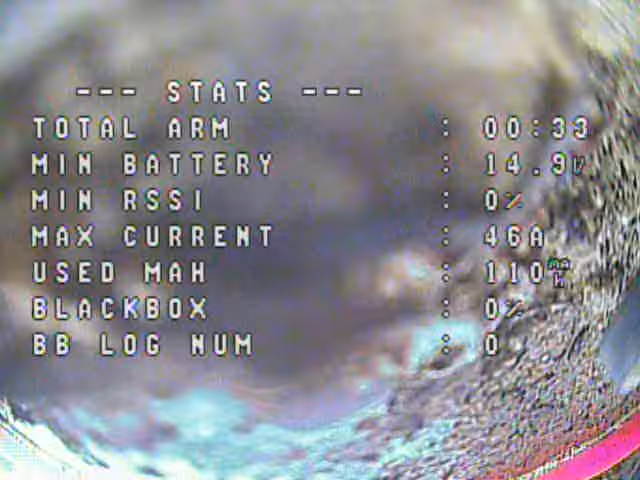 --- STATS ---
TOTAL ARM : 00:33
MIN BATTERY : 14.9V
MIN RSSI : 0%
MAX CURRENT : 46A
USED MAH : 110mAh
BLACKBOX : 0%
BB LOG NUM : 0